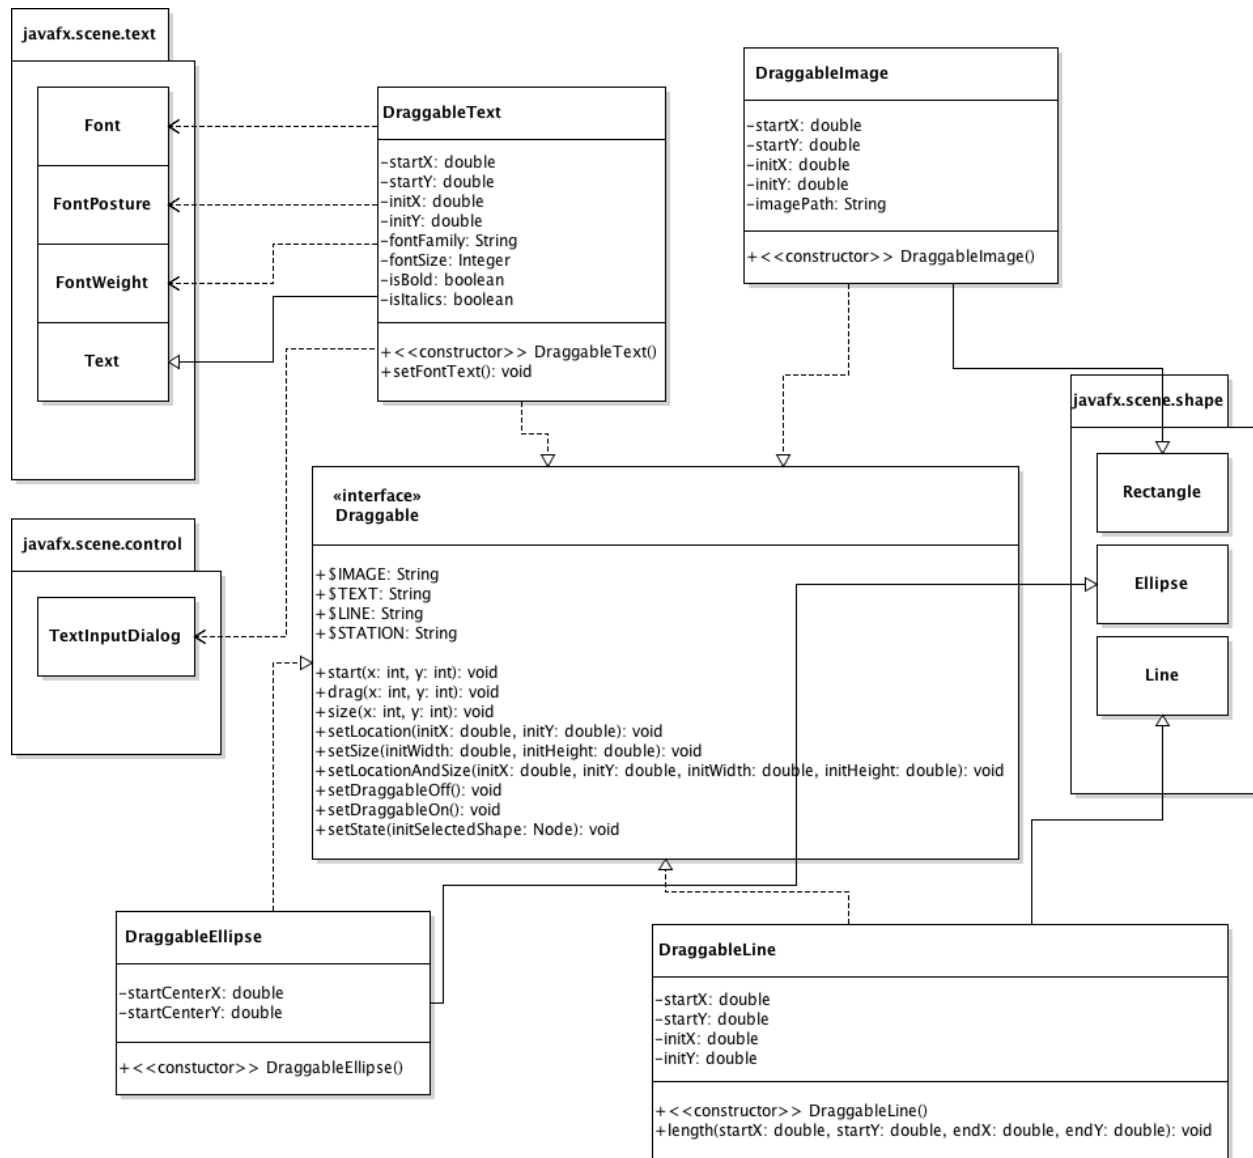 javafx.scene.text
Font
FontPosture
FontWeight
Text
DraggableText
-startX: double
-startY: double
-initX: double
-initY: double
-fontFamily: String
-fontSize: Integer
-isBold: boolean
-isItalics: boolean
+<<constructor>> DraggableText()
+setFontText(): void
DraggableImage
-startX: double
-startY: double
-initX: double
-initY: double
-imagePath: String
+<<constructor>> DraggableImage()
javafx.scene.shape
Rectangle
Ellipse
Line
javafx.scene.control
TextInputDialog
«interface»
Draggable
+$IMAGE: String
+$TEXT: String
+$LINE: String
+$STATION: String
+start(x: int, y: int): void
+drag(x: int, y: int): void
+size(x: int, y: int): void
+setLocation(initX: double, initY: double): void
+setSize(initWidth: double, initHeight: double): void
+setLocationAndSize(initX: double, initY: double, initWidth: double, initHeight: double): void
+setDraggableOff(): void
+setDraggableOn(): void
+setState(initSelectedShape: Node): void
DraggableEllipse
-startCenterX: double
-startCenterY: double
+<<constuctor>> DraggableEllipse()
DraggableLine
-startX: double
-startY: double
-initX: double
-initY: double
+<<constructor>> DraggableLine()
+length(startX: double, startY: double, endX: double, endY: double): void